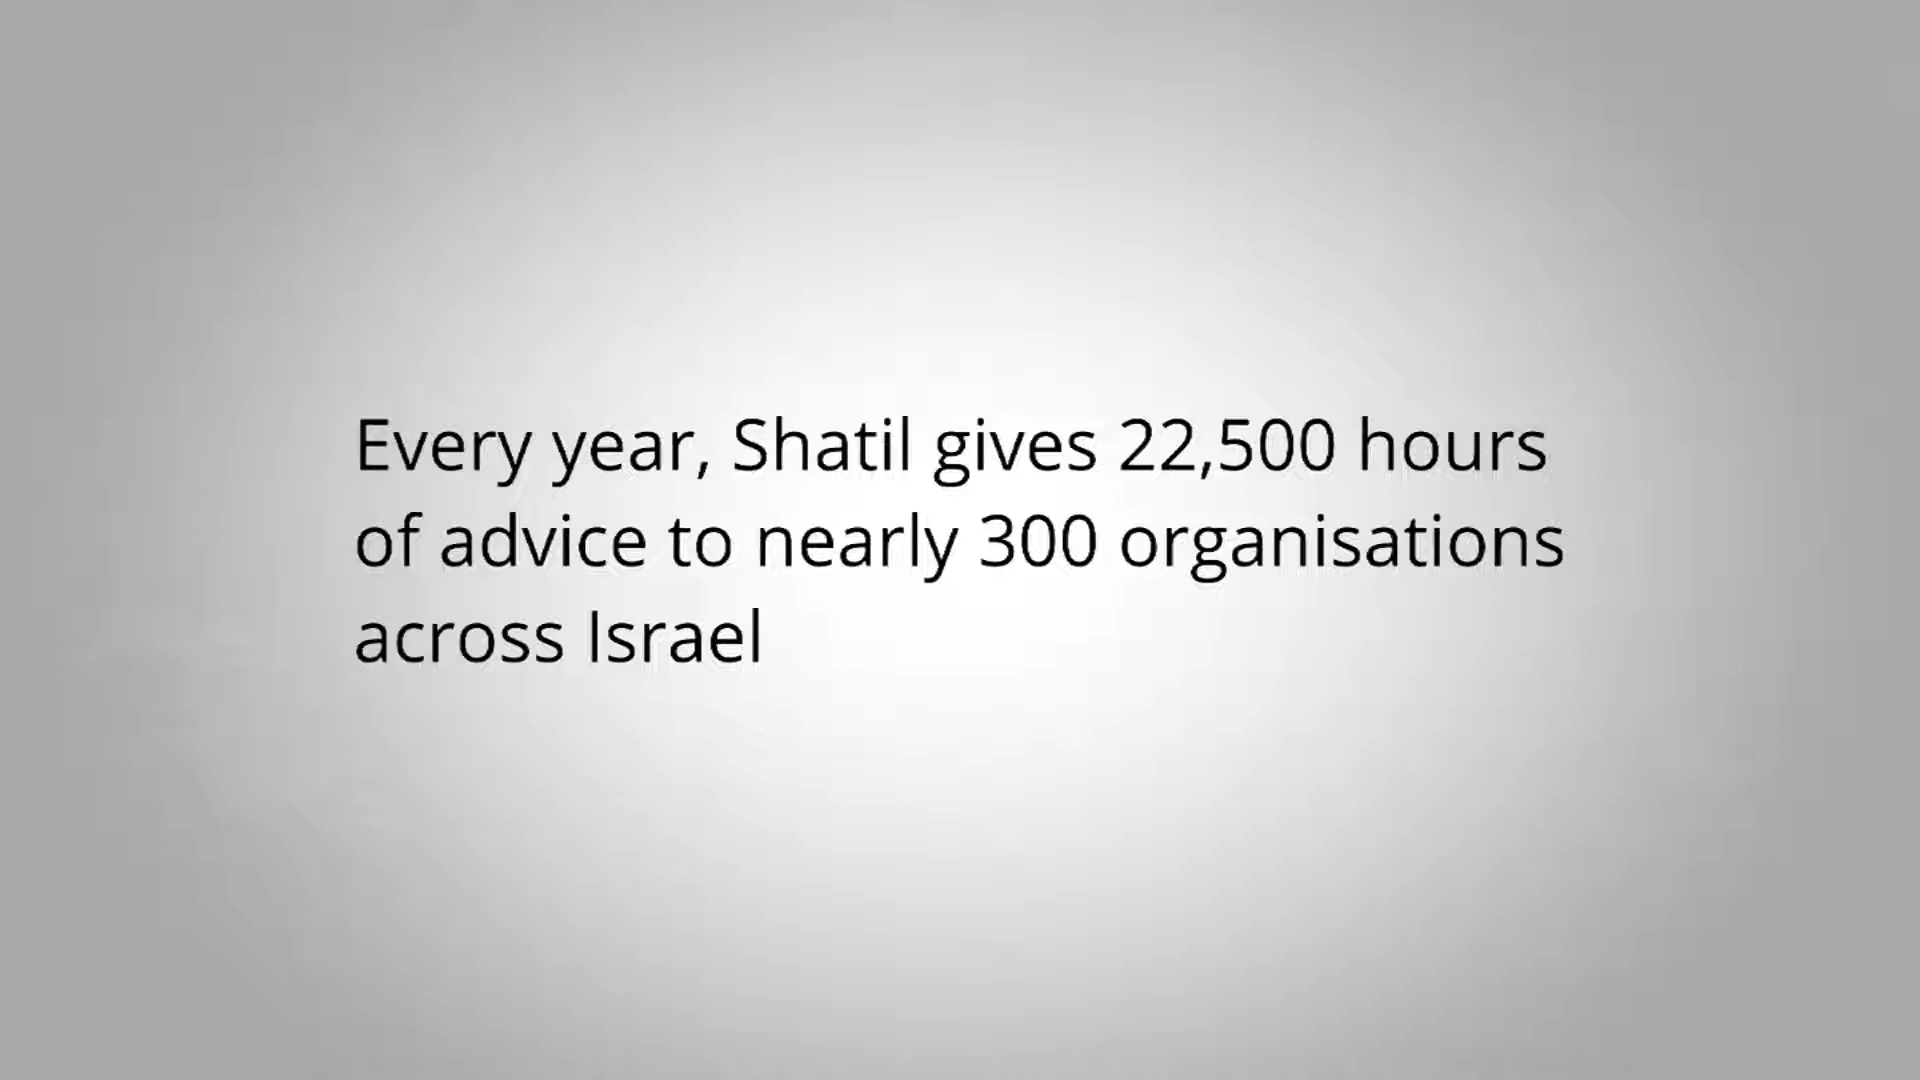 Every year, Shatil gives 22,500 hours
of advice to nearly 300 organisations
across Israel